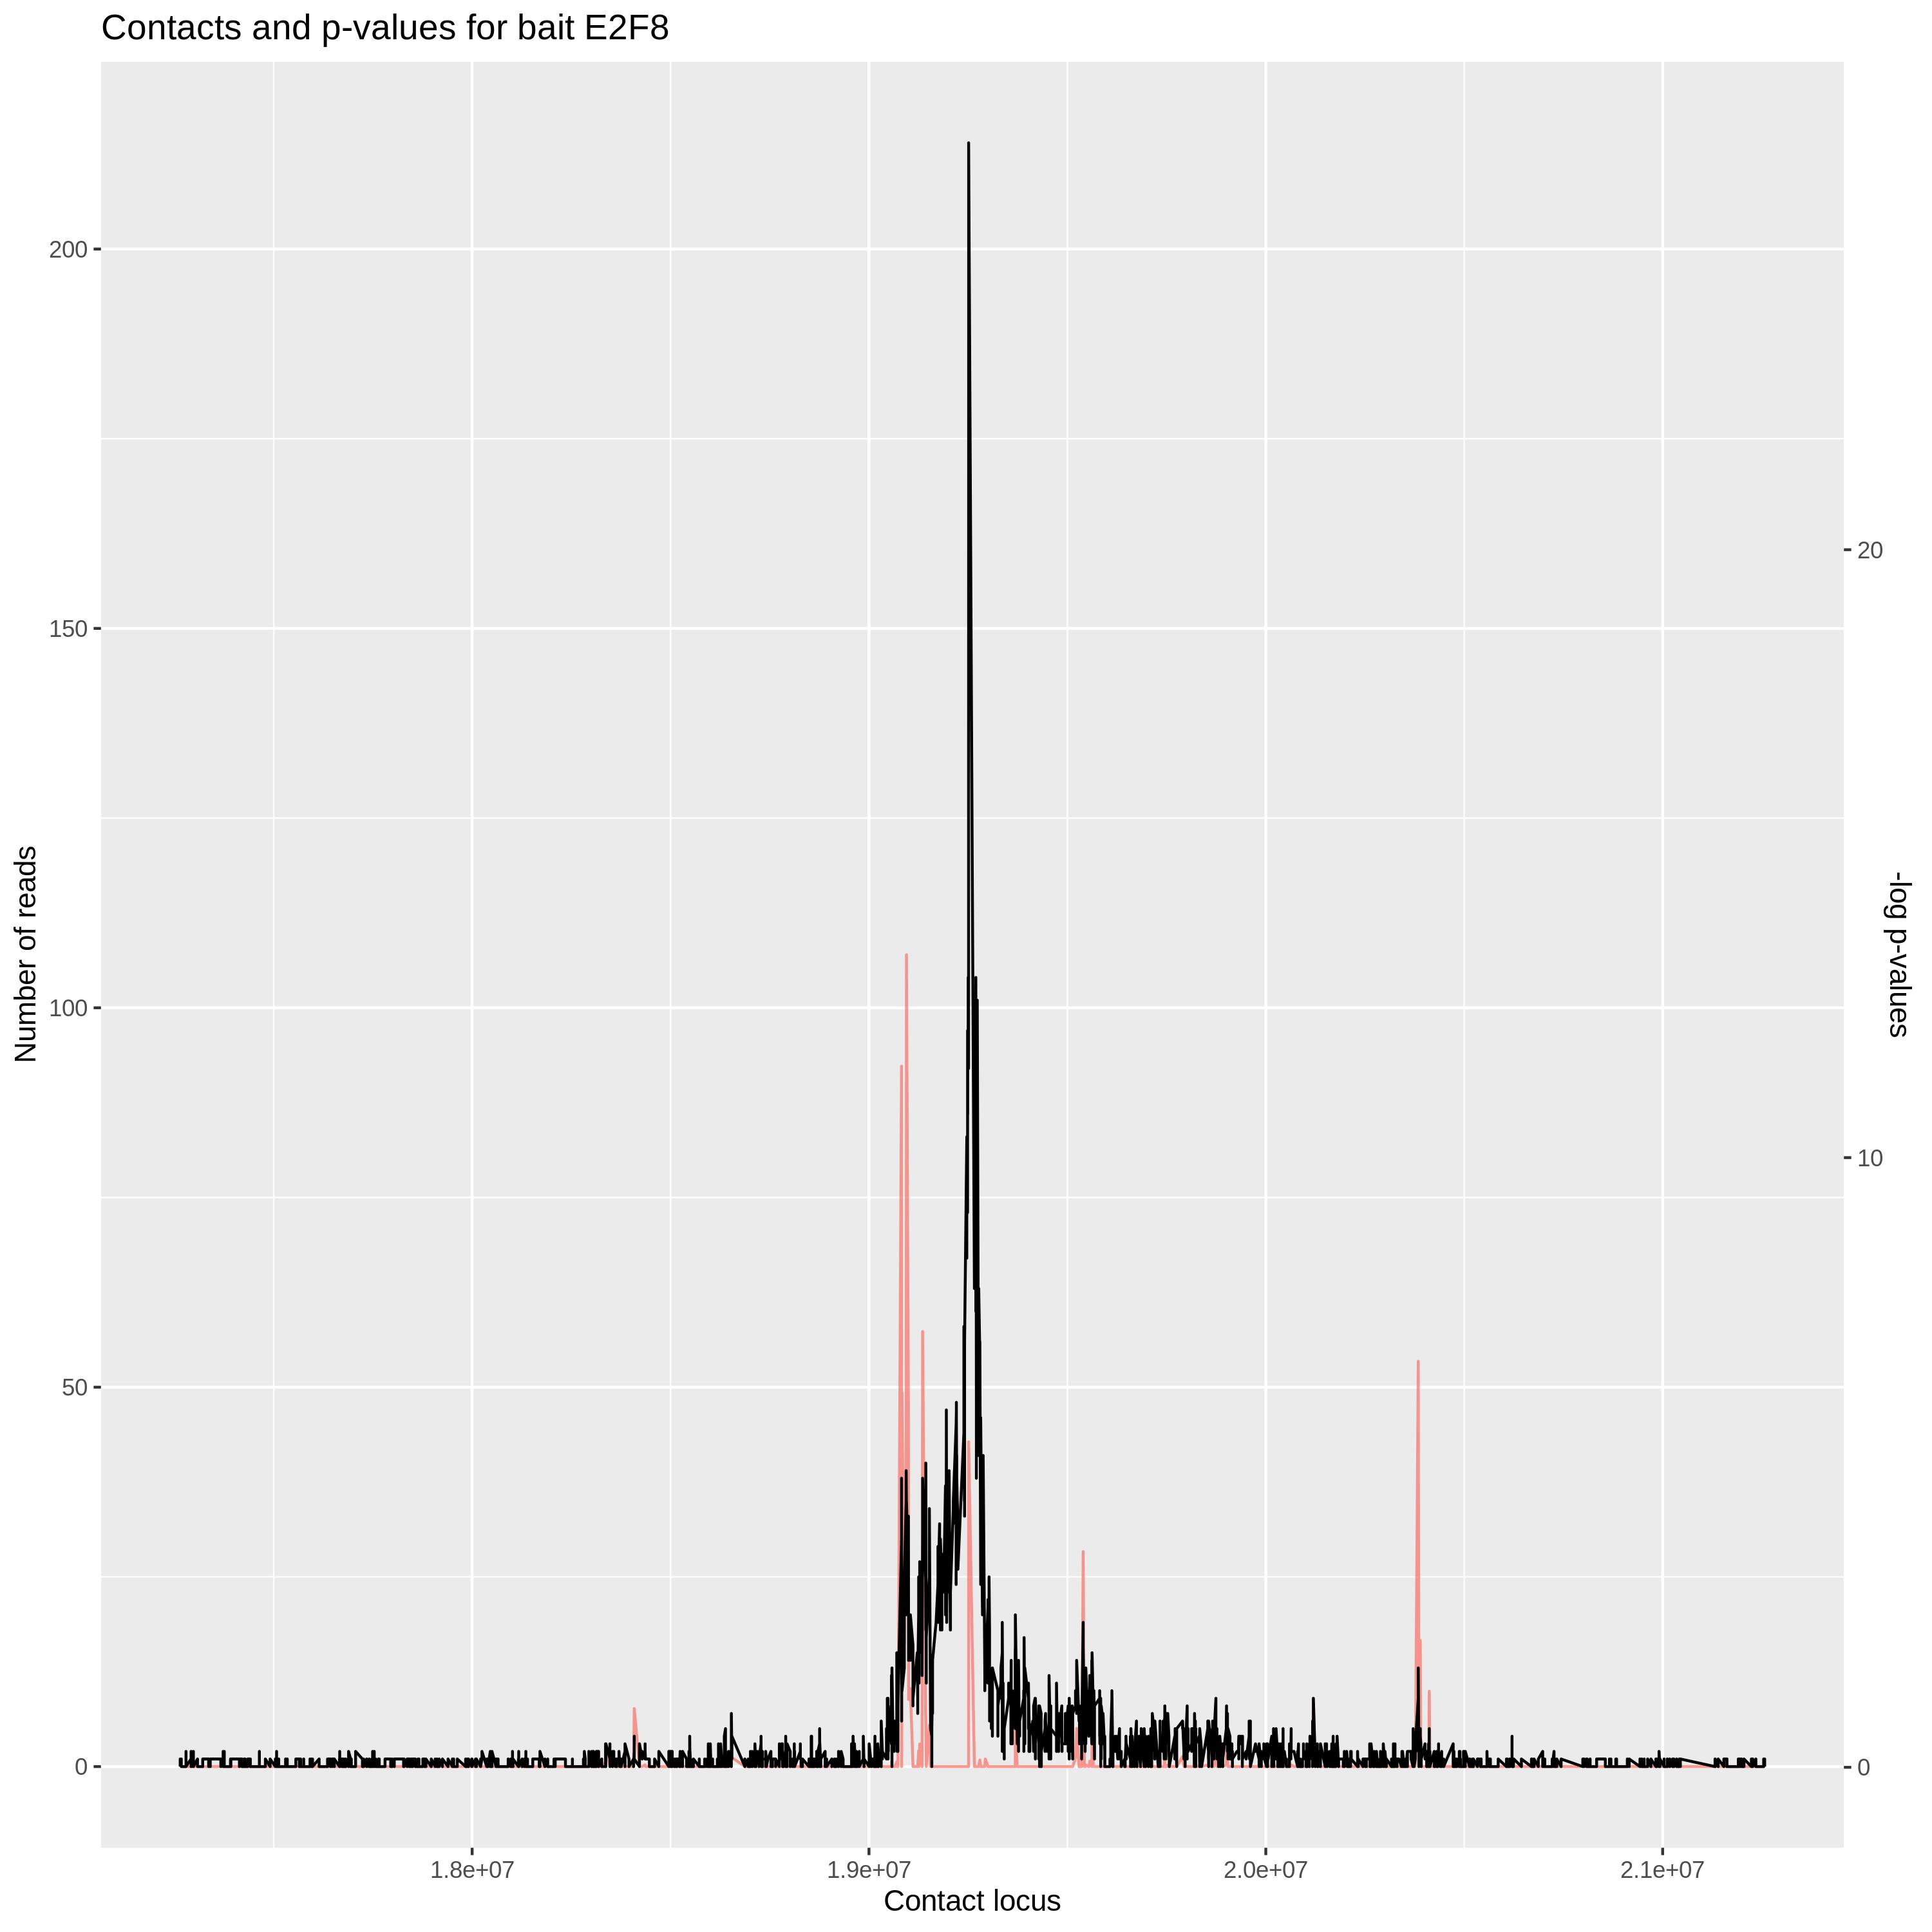 Contacts and p-values for bait E2F8
200
150
100
50
0
Number of reads
20
10
0
-log p-values
1.8e+07
1.9e+07
2.0e+07
2.1e+07
Contact locus